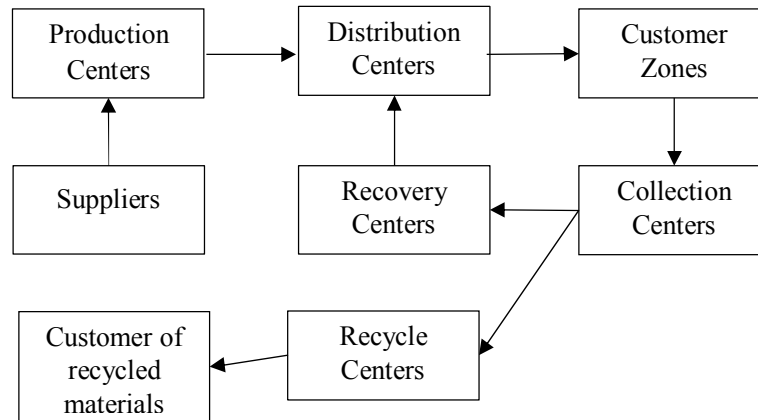 Production
Centers
Distribution
Centers
Customer
Zones
Suppliers
Recovery
Centers
Collection
Centers
Customer of
recycled
materials
Recycle
Centers